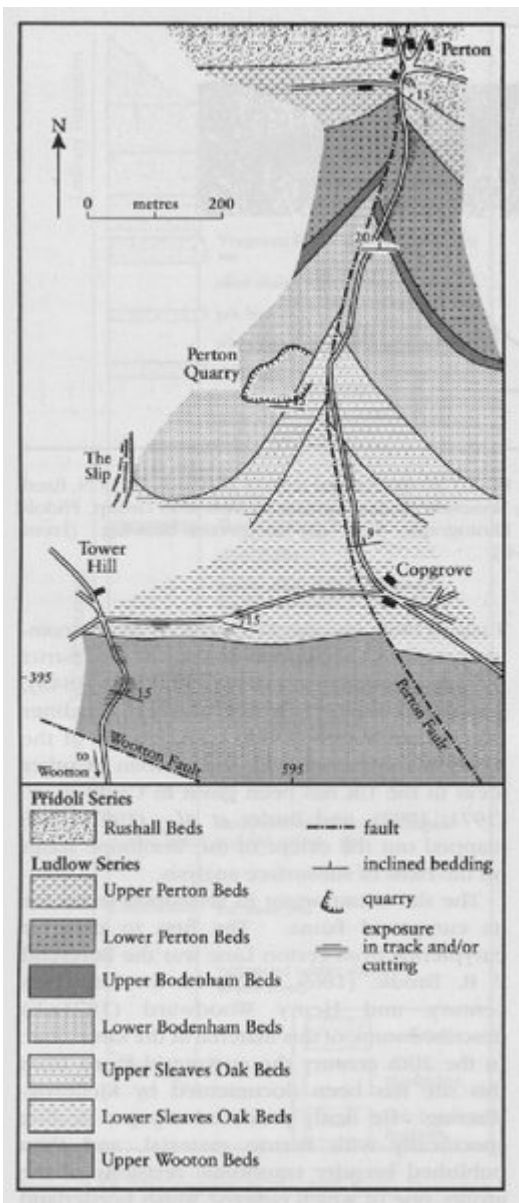 Perton
15
N
0 metres 200
20
Perton
Quarry
15
The
Slip
Tower
Hill
9
Copgrove
15
395
15
Perton Fault
Wootton Fault
to
Wootton
595
Přídolí Series
Rushall Beds
Ludlow Series
Upper Perton Beds
Lower Perton Beds
Upper Bodenham Beds
Lower Bodenham Beds
Upper Sleaves Oak Beds
Lower Sleaves Oak Beds
Upper Wooton Beds
fault
inclined bedding
quarry
exposure
in track and/or
cutting